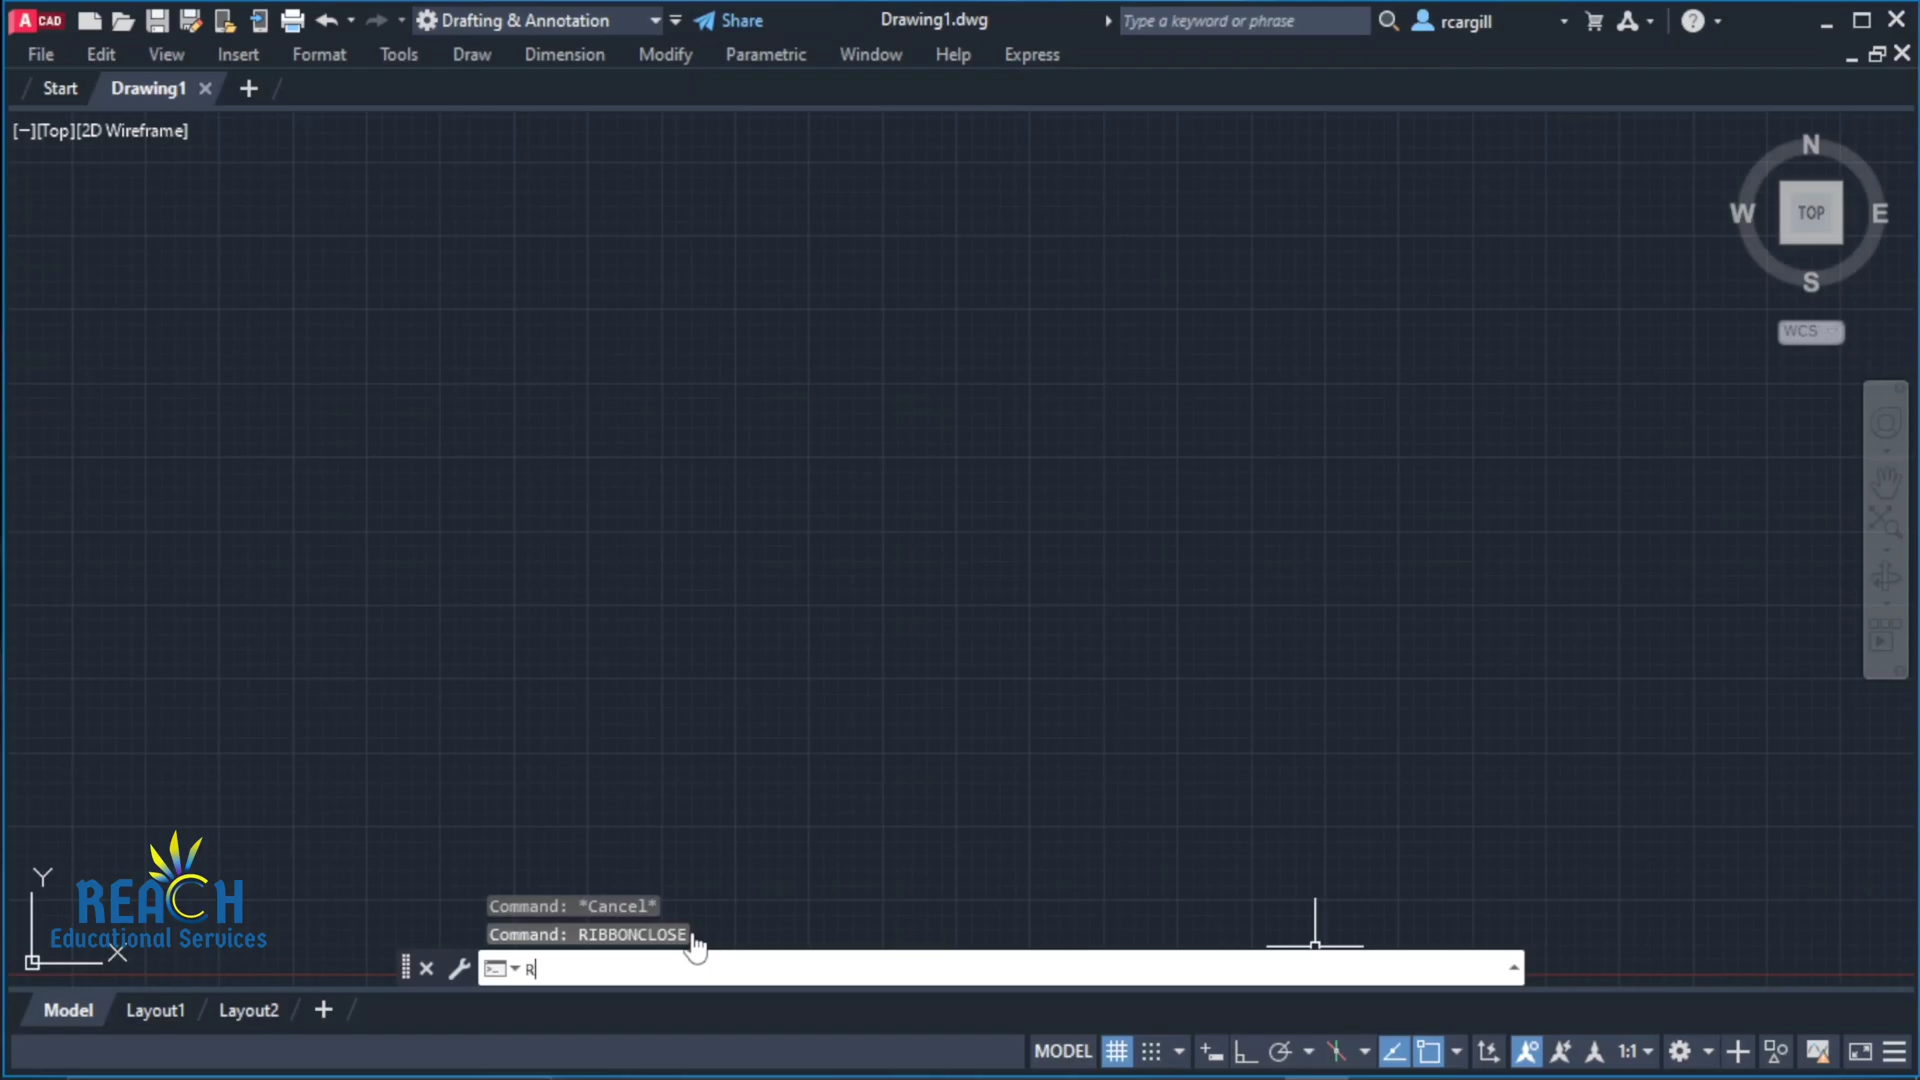 A CAD Drafting & Annotation Share Drawing1.dwg Type a keyword or phrase rcargill ?
File Edit View Insert Format Tools Draw Dimension Modify Parametric Window Help Express
Start Drawing1
[−][Top][2D Wireframe]
N
W TOP E
S
WCS
Y
REACH
Educational Services
X
Command: *Cancel*
Command: RIBBONCLOSE
R
Model Layout1 Layout2
MODEL 1:1